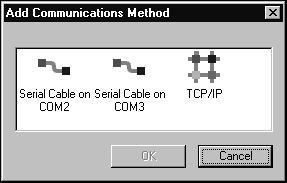 Add Communications Method
Serial Cable on Serial Cable on TCP/IP
COM2 COM3
OK Cancel